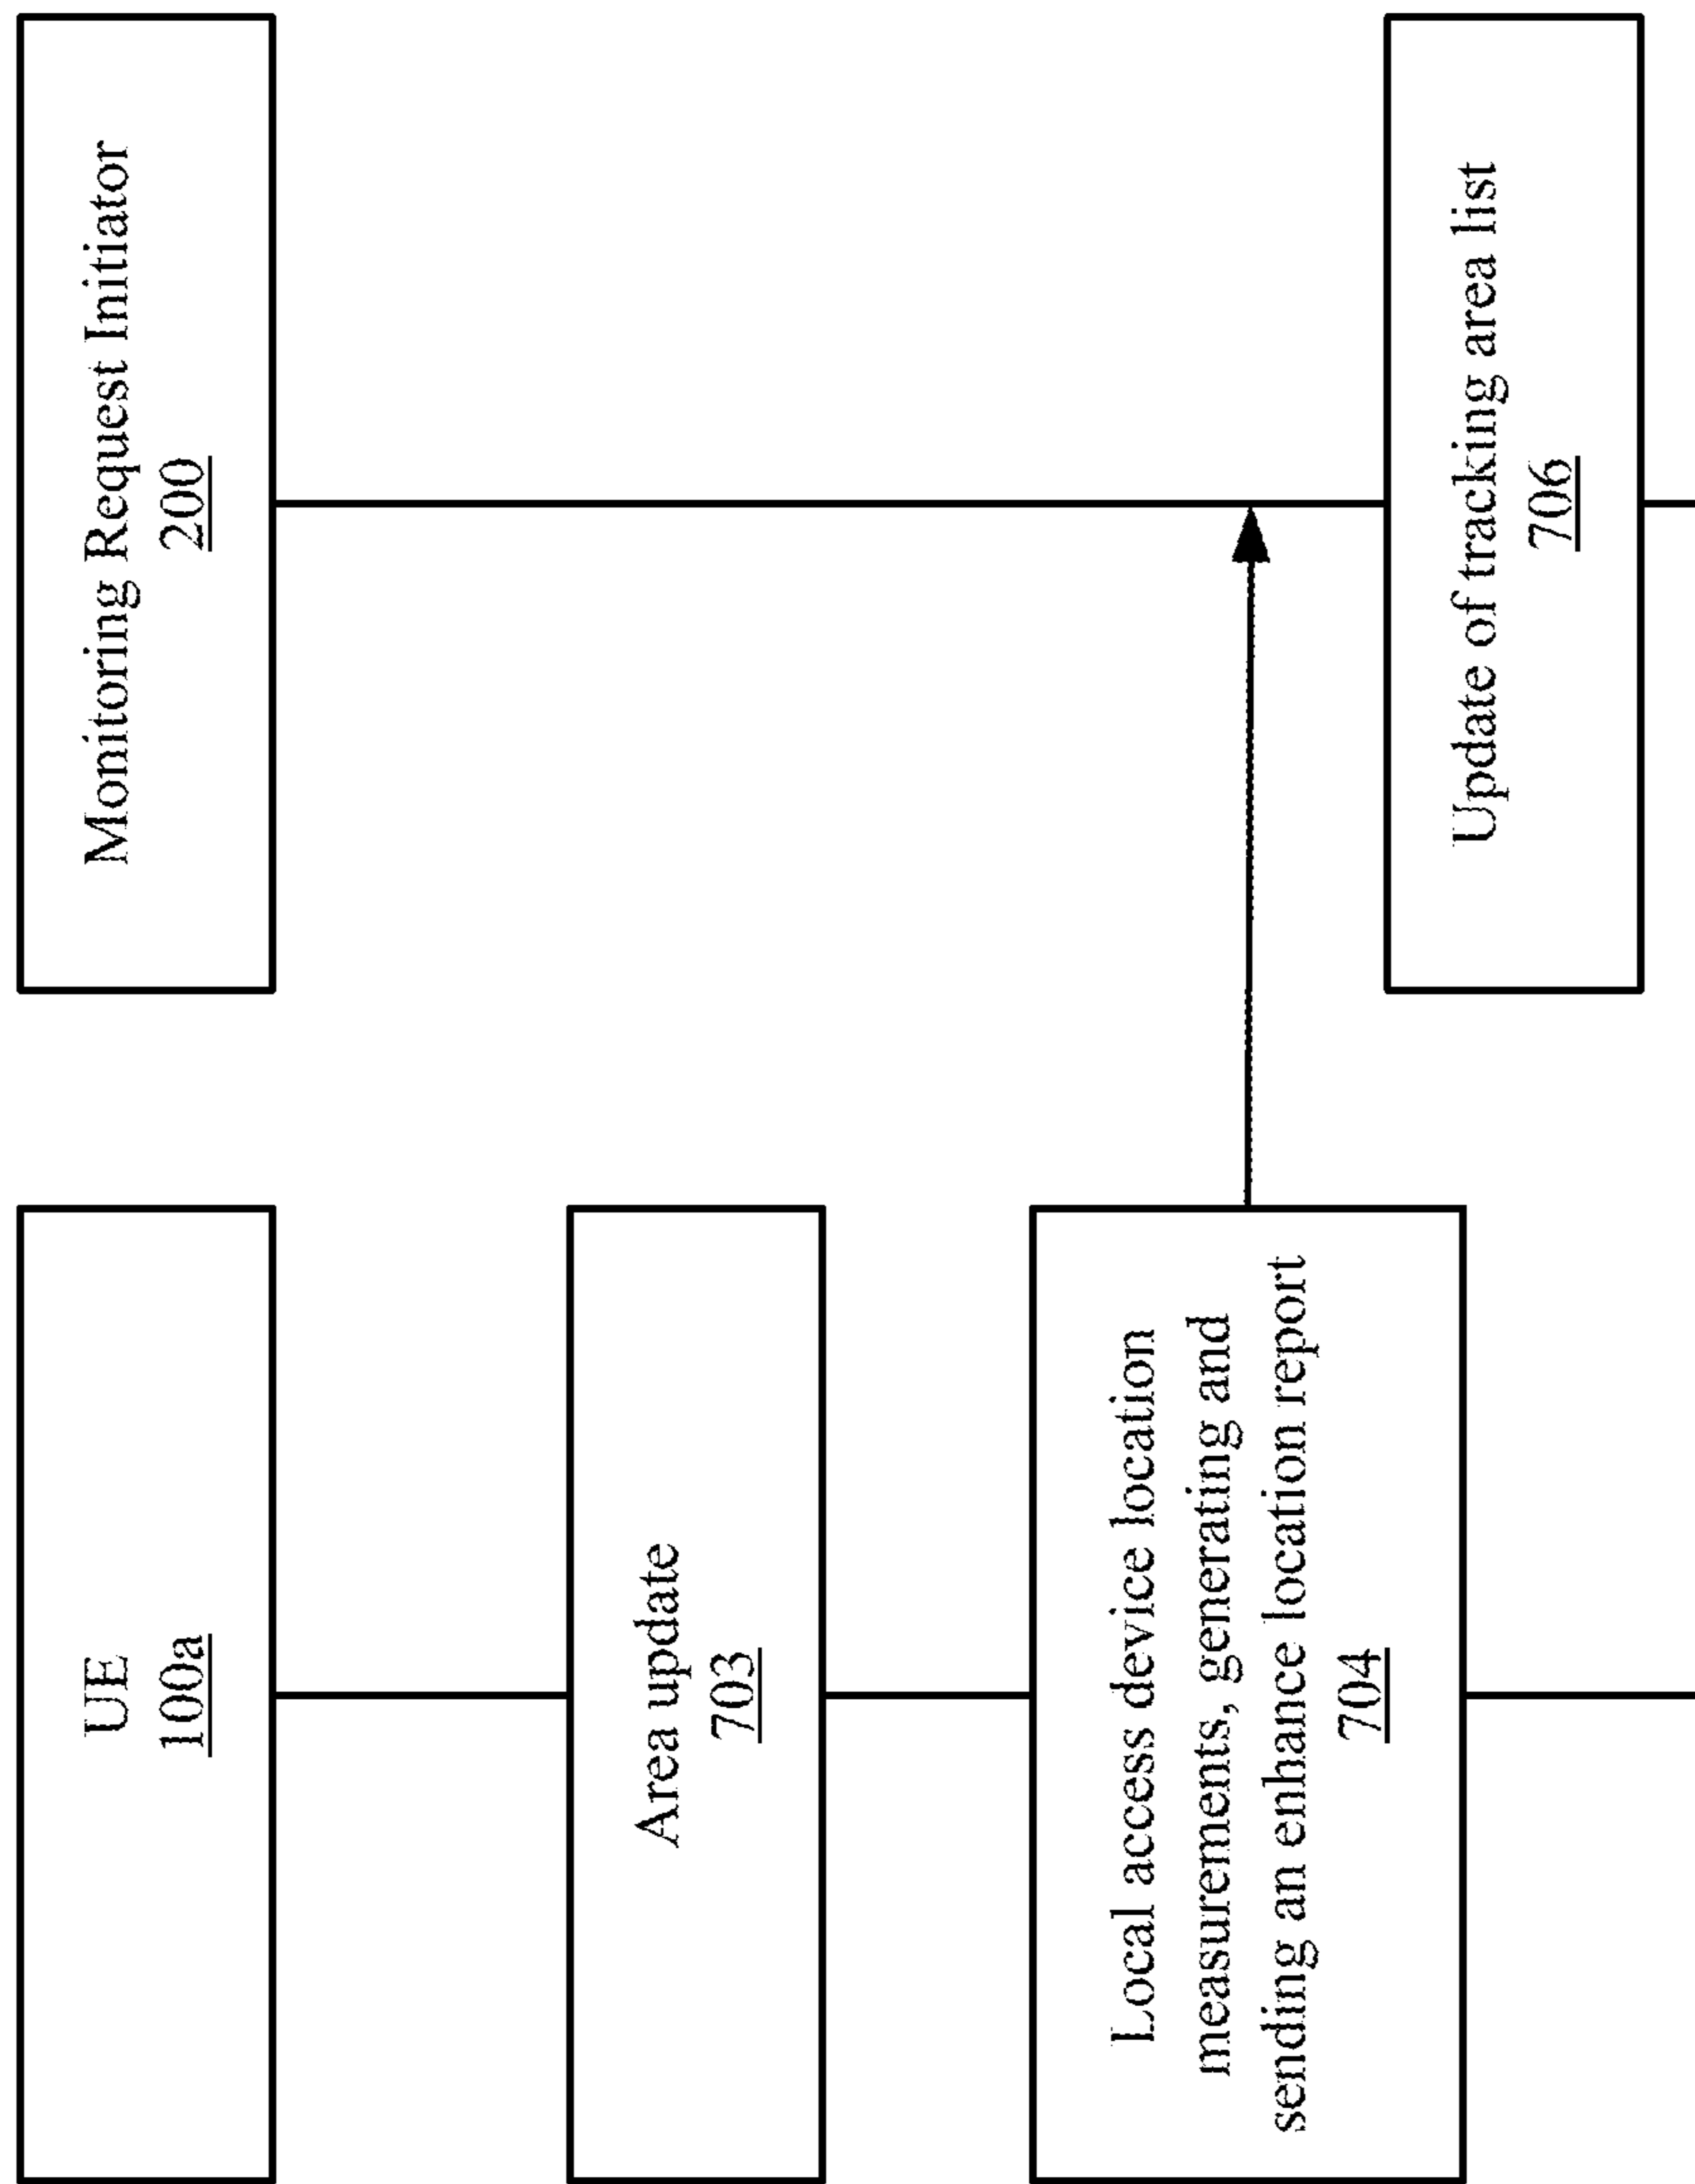 UE
100a
Monitoring Request Initiator
200
Area update
703
Local access device location
measurements, generating and
sending an enhance location report
704
Update of tracking area list
706